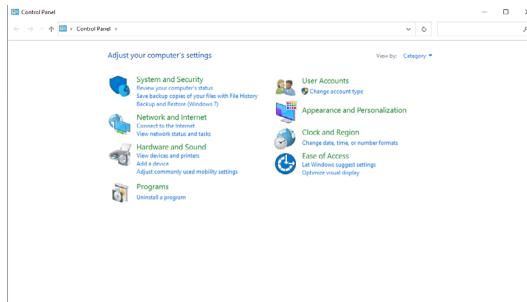 Control Panel
Control Panel
Adjust your computer's settings
View by: Category
System and Security
Review your computer's status
Save backup copies of your files with File History
Backup and Restore (Windows 7)
Network and Internet
Connect to the Internet
View network status and tasks
Hardware and Sound
View devices and printers
Add a device
Adjust commonly used mobility settings
Programs
Uninstall a program
User Accounts
Change account type
Appearance and Personalization
Clock and Region
Change date, time, or number formats
Ease of Access
Let Windows suggest settings
Optimize visual display